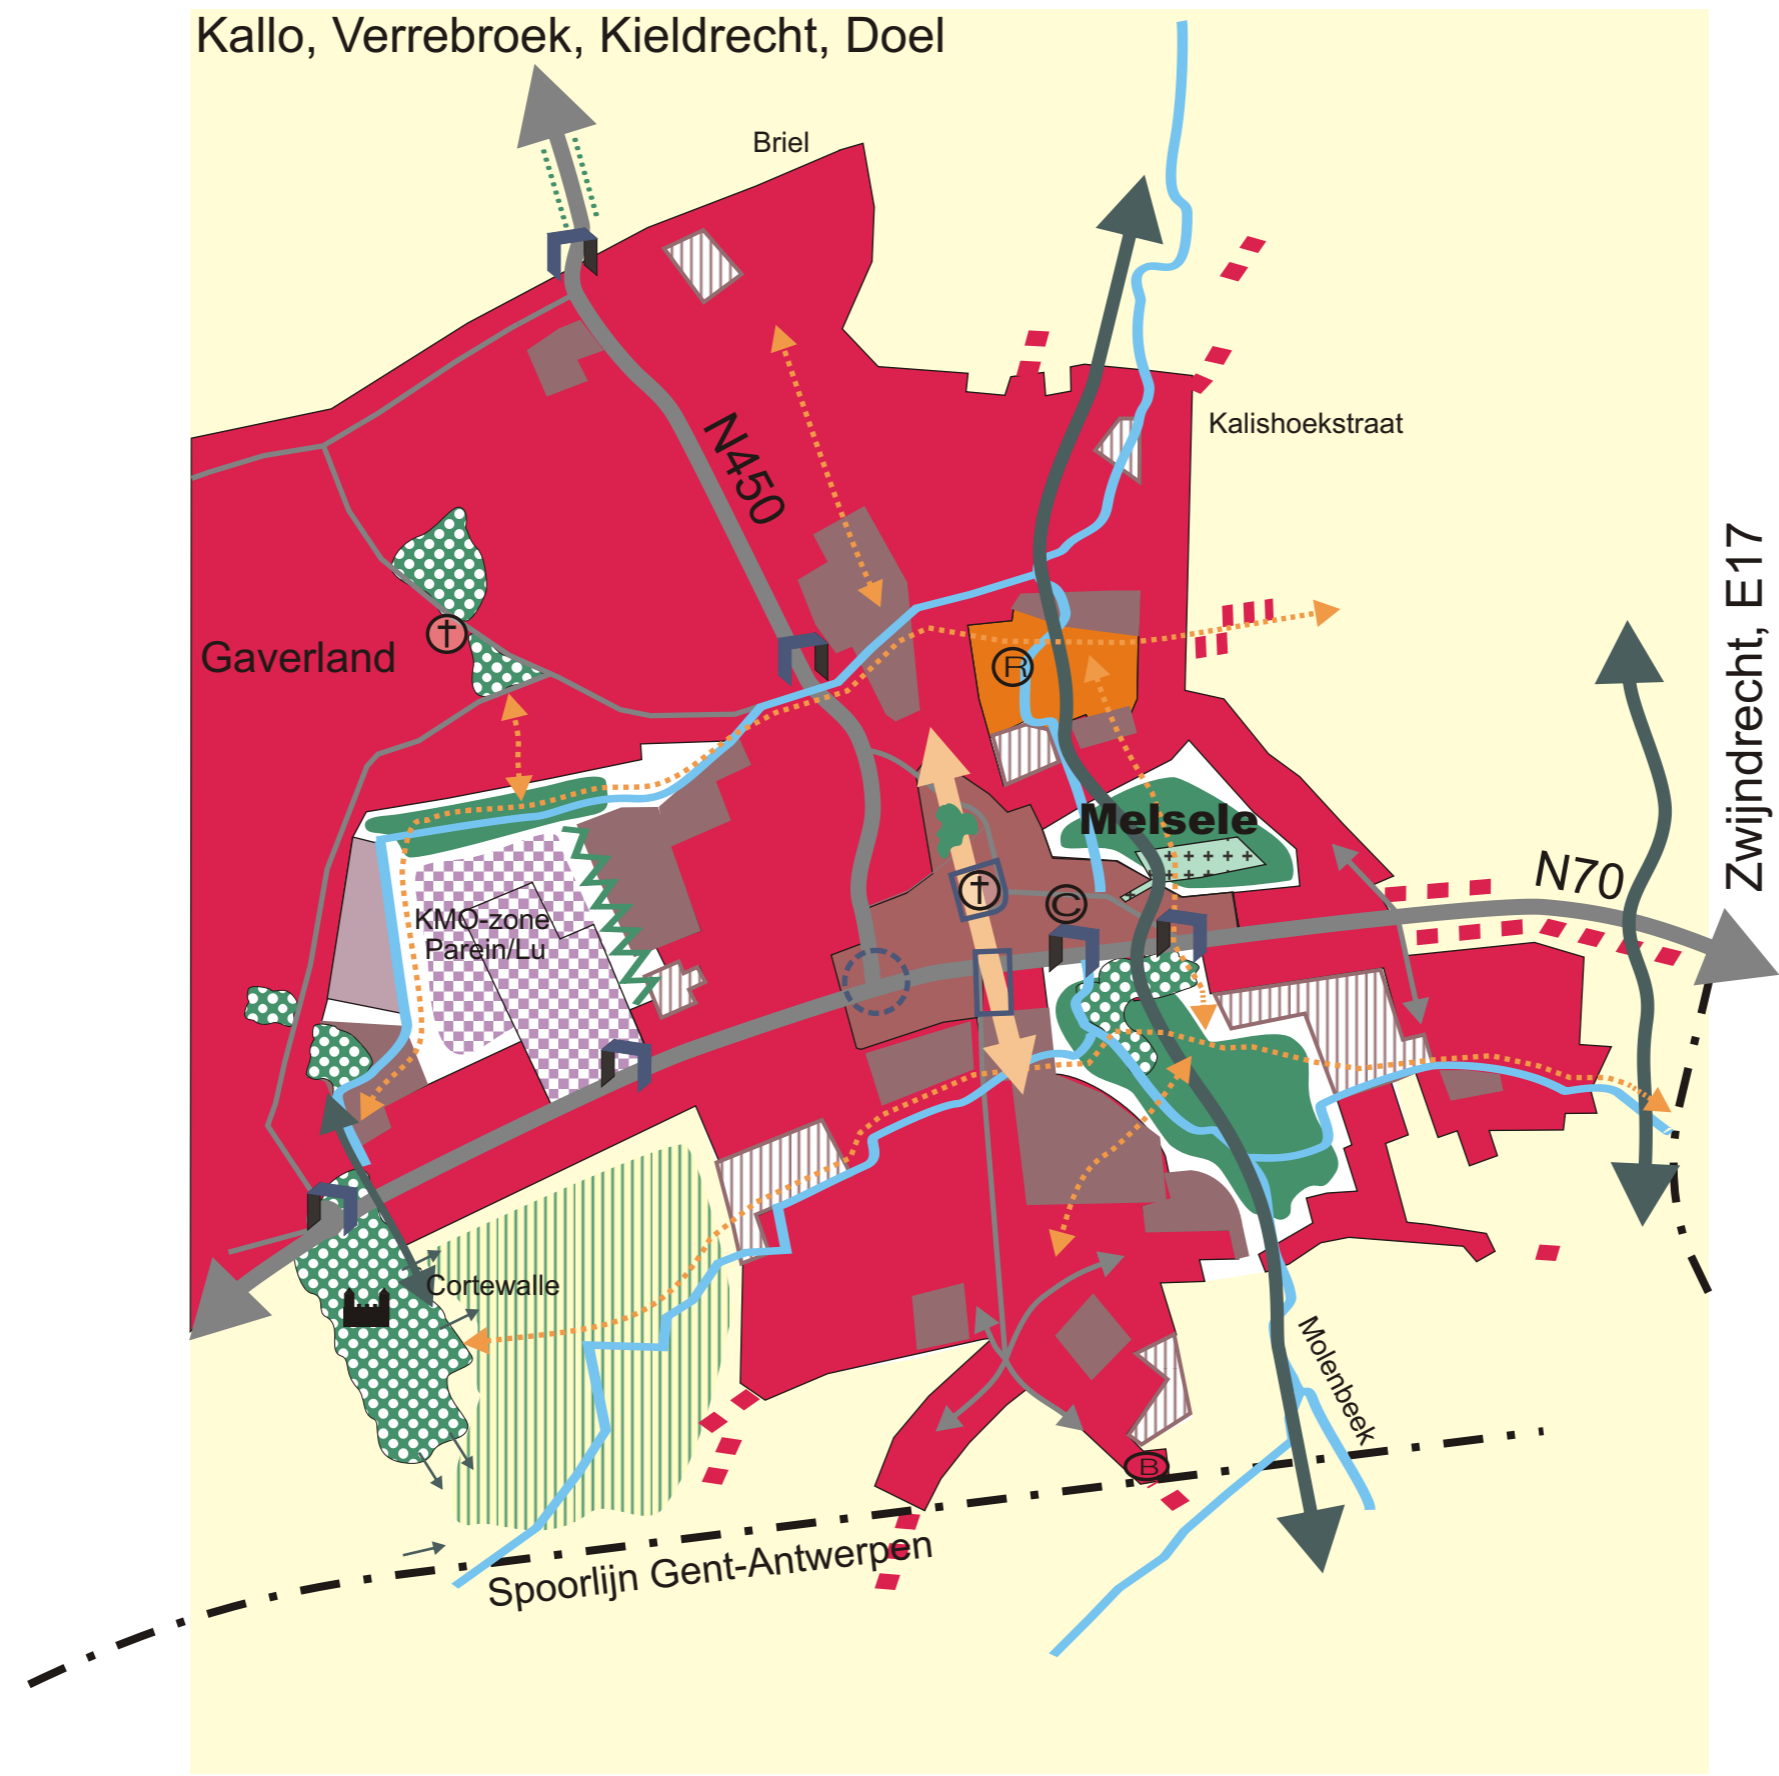 Kallo, Verrebroek, Kieldrecht, Doel
Briel
Kalishoekstraat
N450
Zwijndrecht, E17
Gaverland
R
Melsele
N70
KMO-zone
Parein/Lu
C
Cortewalle
Molenbeek
B
Spoorlijn Gent-Antwerpen